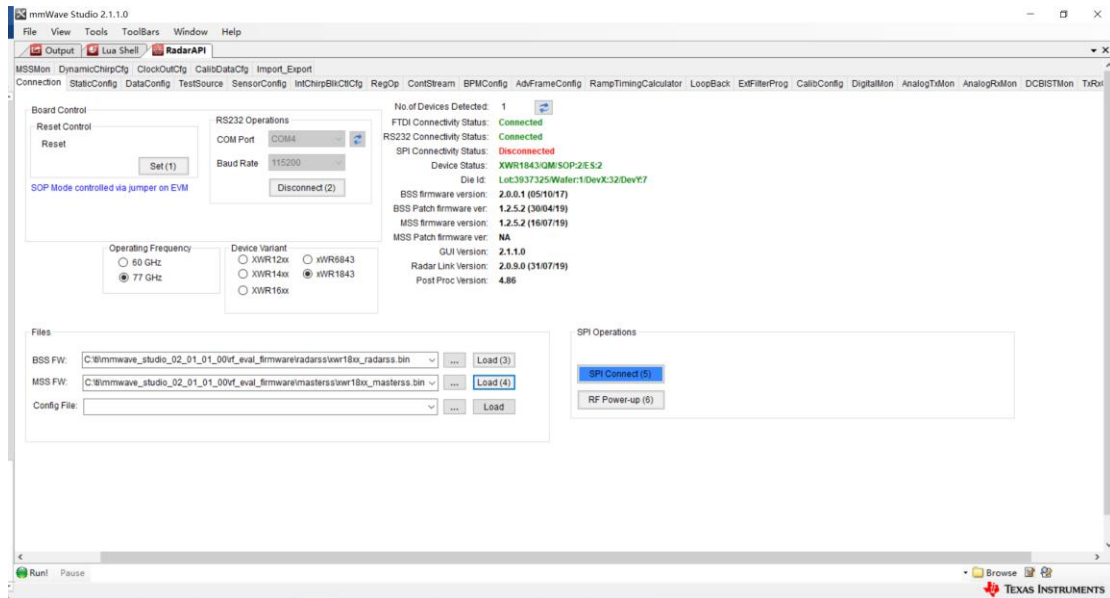 mmWave Studio 2.1.1.0
File View Tools ToolBars Window Help
Output Lua Shell RadarAPI
MSSMon DynamicChirpCfg ClockOutCfg CalibDataCfg Import_Export
Connection StaticConfig DataConfig TestSource SensorConfig IntChirpBlkCtlCfg RegOp ContStream BPMConfig AdvFrameConfig RampTimingCalculator LoopBack ExtFilterProg CalibConfig DigitalMon AnalogTxMon AnalogRxMon DCBISTMon
Board Control
Reset Control
Reset
Set (1)
SOP Mode controlled via jumper on EVM
RS232 Operations
COM Port COM4
Baud Rate 115200
Disconnect (2)
Operating Frequency
60 GHz
77 GHz
Device Variant
XWR12xx xWR6843
XWR14xx xWR1843
XWR16xx
No.of Devices Detected: 1
FTDI Connectivity Status: Connected
RS232 Connectivity Status: Connected
SPI Connectivity Status: Disconnected
Device Status: XWR1843/QM/SOP:2/ES:2
Die Id: Lot:3937325/Wafer:1/DevX:32/DevY:7
BSS firmware version: 2.0.0.1 (05/10/17)
BSS Patch firmware ver: 1.2.5.2 (30/04/19)
MSS firmware version: 1.2.5.2 (16/07/19)
MSS Patch firmware ver: NA
GUI Version: 2.1.1.0
Radar Link Version: 2.0.9.0 (31/07/19)
Post Proc Version: 4.86
Files
BSS FW: C:\ti\mmwave_studio_02_01_01_00\rf_eval_firmware\radarss\xwr18xx_radarss.bin ... Load (3)
MSS FW: C:\ti\mmwave_studio_02_01_01_00\rf_eval_firmware\masterss\xwr18xx_masterss.bin ... Load (4)
Config File: ... Load
SPI Operations
SPI Connect (5)
RF Power-up (6)
Run! Pause
Browse
TEXAS INSTRUMENTS